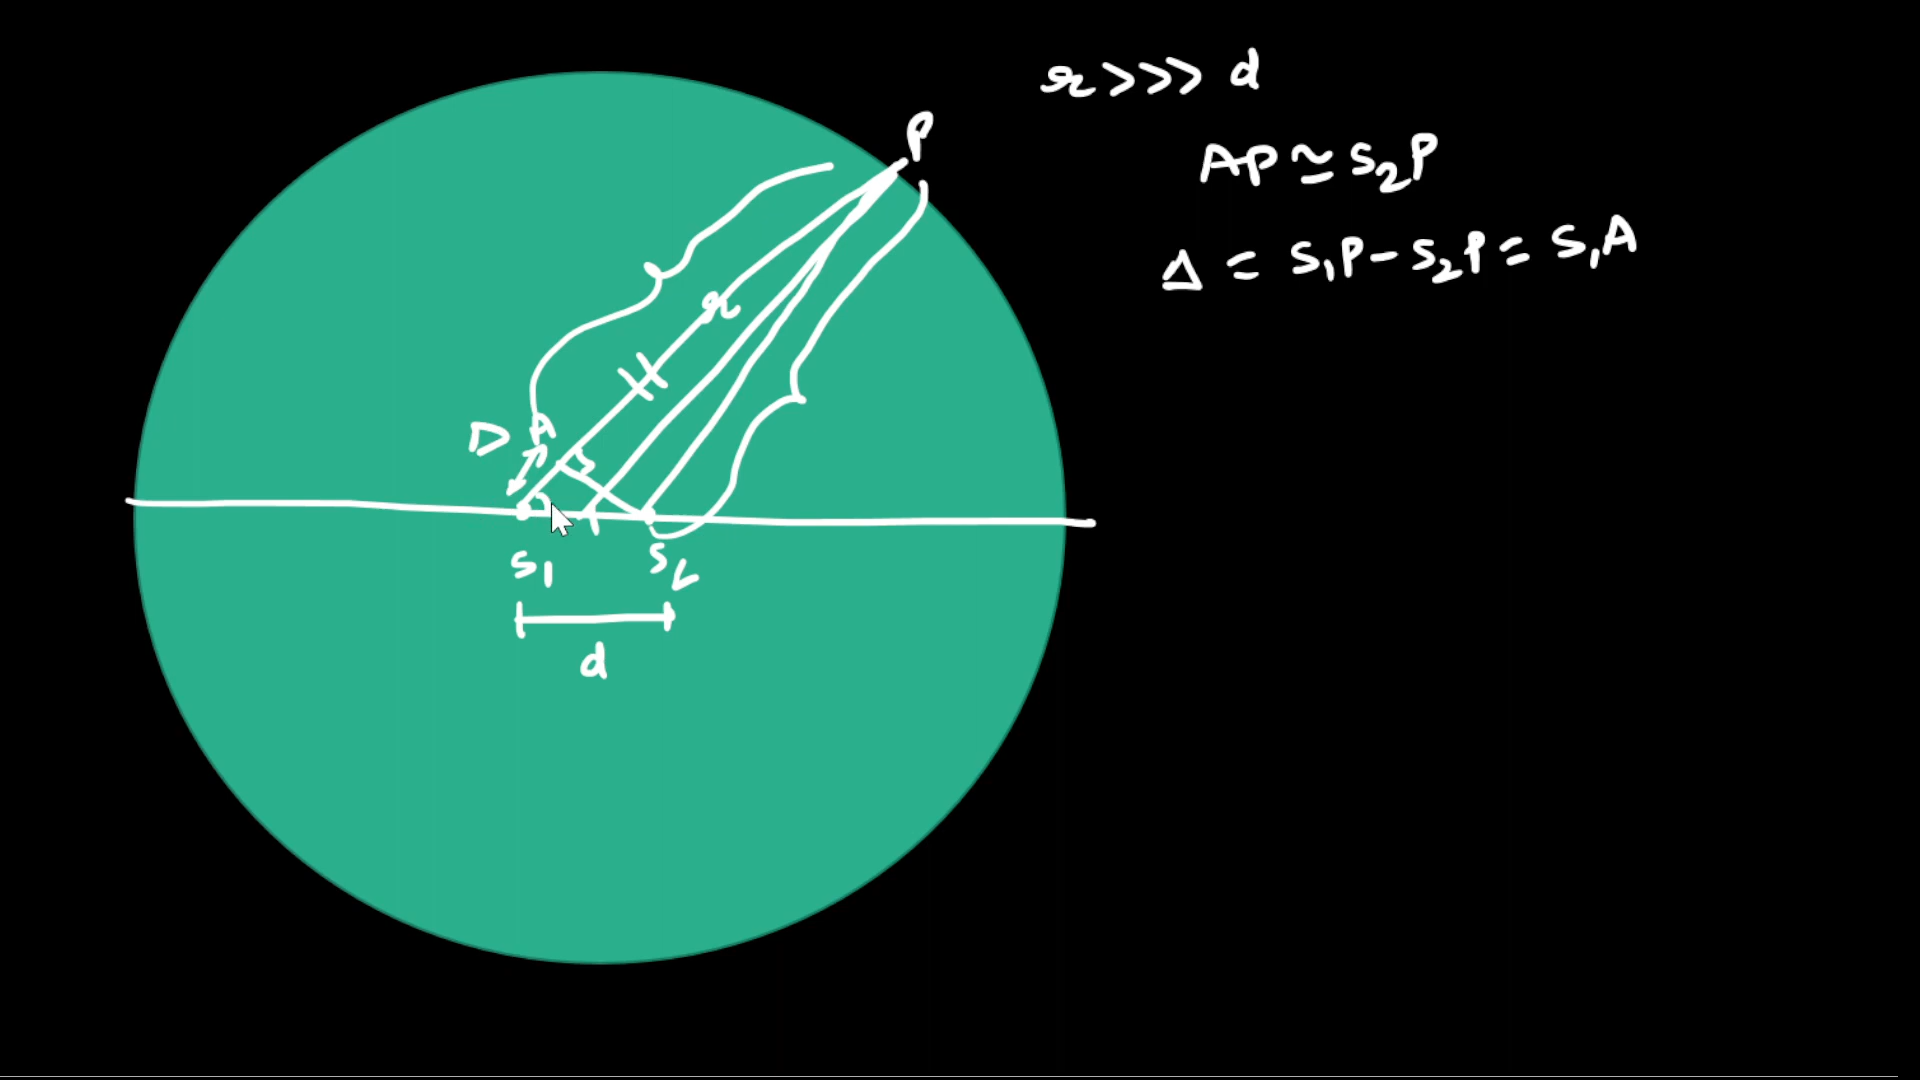 r >>> d
P
AP ≃ S₂P
Δ = S₁P - S₂P = S₁A
r
Δ A
S₁ S₂
d